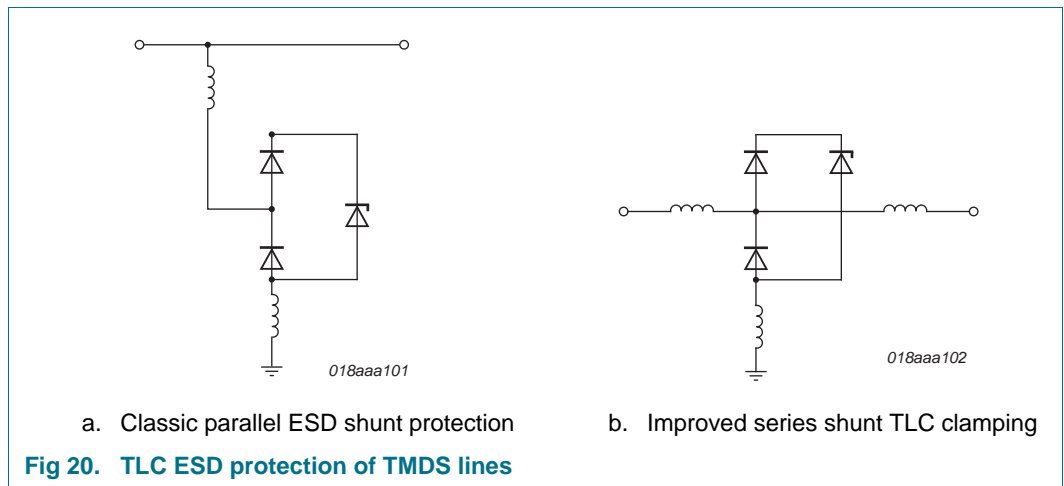 018aaa101
018aaa102
a. Classic parallel ESD shunt protection
b. Improved series shunt TLC clamping
Fig 20. TLC ESD protection of TMDS lines